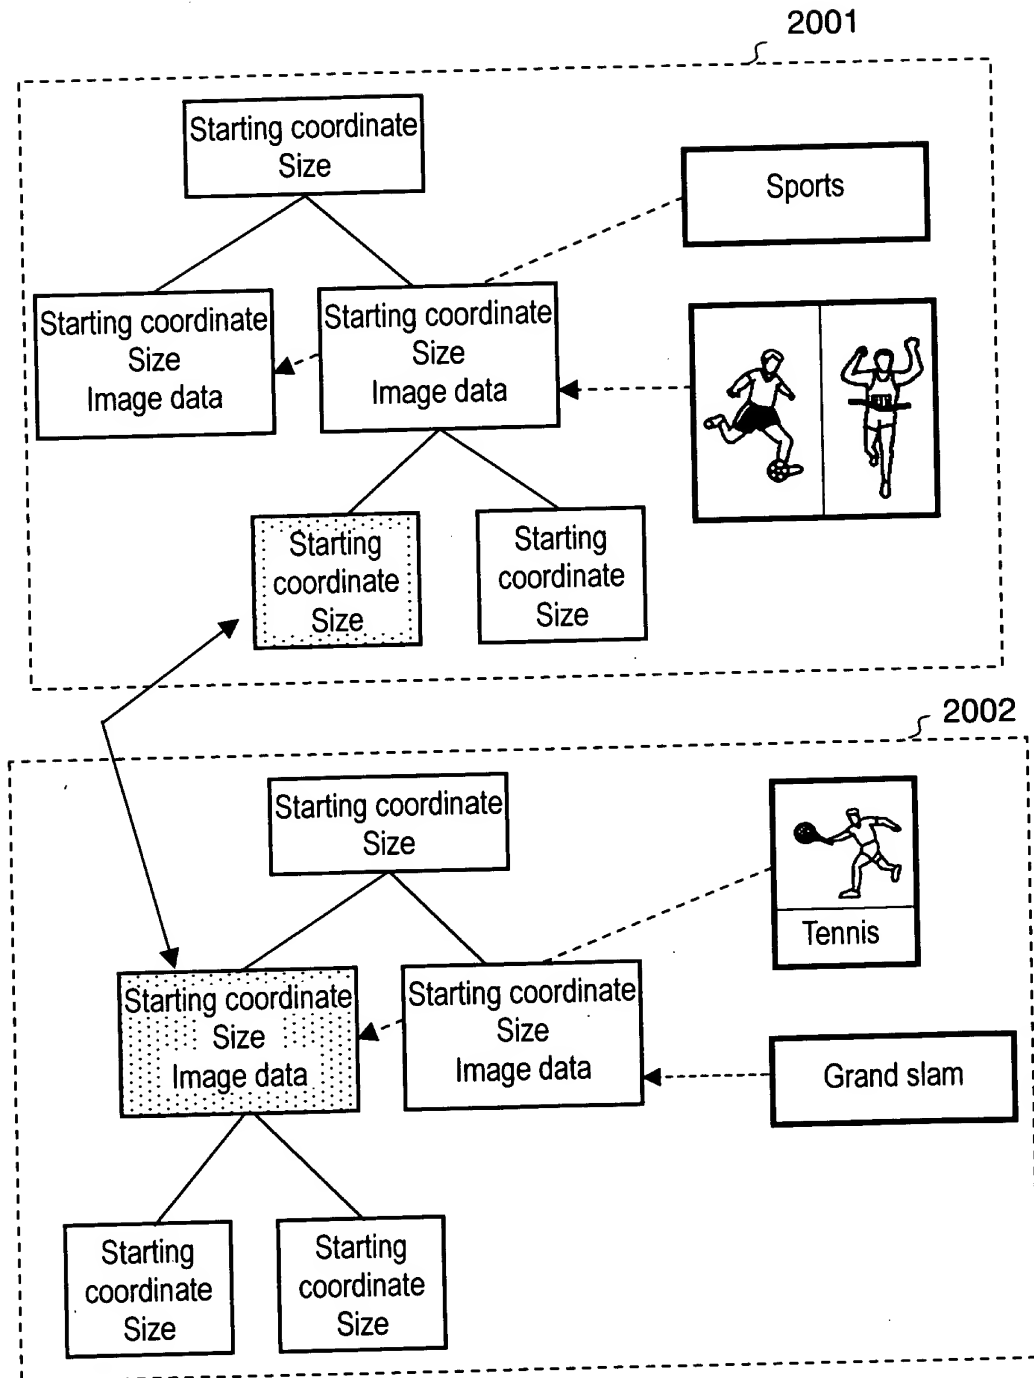 2001
Starting coordinate
Size
Sports
Starting coordinate
Size
Image data
Starting coordinate
Size
Image data
Starting
coordinate
Size
Starting
coordinate
Size
2002
Starting coordinate
Size
Tennis
Starting coordinate
Size
Image data
Starting coordinate
Size
Image data
Grand slam
Starting
coordinate
Size
Starting
coordinate
Size